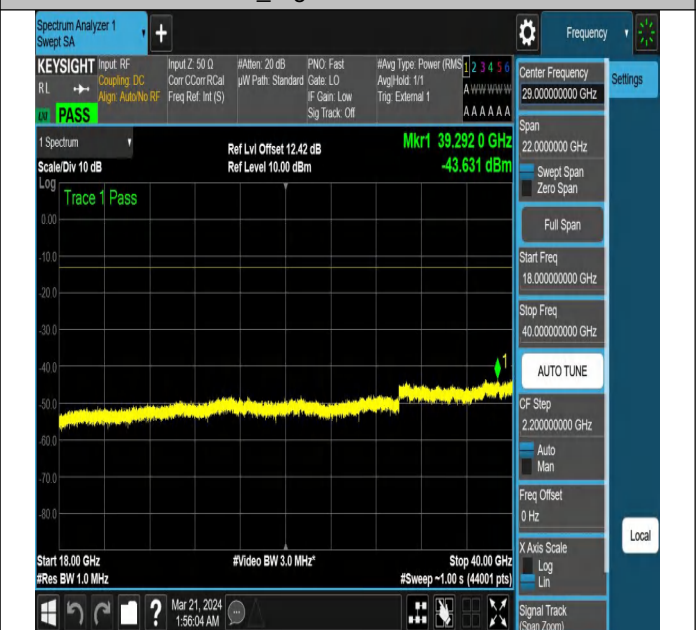 Spectrum Analyzer 1
Swept SA
Frequency
KEYSIGHT
RL
LXI
PASS
Input: RF
Coupling: DC
Align: Auto/No RF
Input Z: 50 Ω
Corr CCorr RCal
Freq Ref: Int (S)
#Atten: 20 dB
µW Path: Standard
PNO: Fast
Gate: LO
IF Gain: Low
Sig Track: Off
#Avg Type: Power (RMS
Avg|Hold: 1/1
Trig: External 1
1 2 3 4 5 6
A W W W W W
A A A A A A
1 Spectrum
Scale/Div 10 dB
Ref Lvl Offset 12.42 dB
Ref Level 10.00 dBm
Mkr1 39.292 0 GHz
-43.631 dBm
Log
Trace 1 Pass
0.00
-10.0
-20.0
-30.0
-40.0
-50.0
-60.0
-70.0
-80.0
1
Start 18.00 GHz
#Res BW 1.0 MHz
#Video BW 3.0 MHz*
Stop 40.00 GHz
#Sweep ~1.00 s (44001 pts)
?
Mar 21, 2024
1:56:04 AM
Center Frequency
29.000000000 GHz
Settings
Span
22.0000000 GHz
Swept Span
Zero Span
Full Span
Start Freq
18.000000000 GHz
Stop Freq
40.000000000 GHz
AUTO TUNE
CF Step
2.200000000 GHz
Auto
Man
Freq Offset
0 Hz
X Axis Scale
Log
Lin
Local
Signal Track
(Span Zoom)